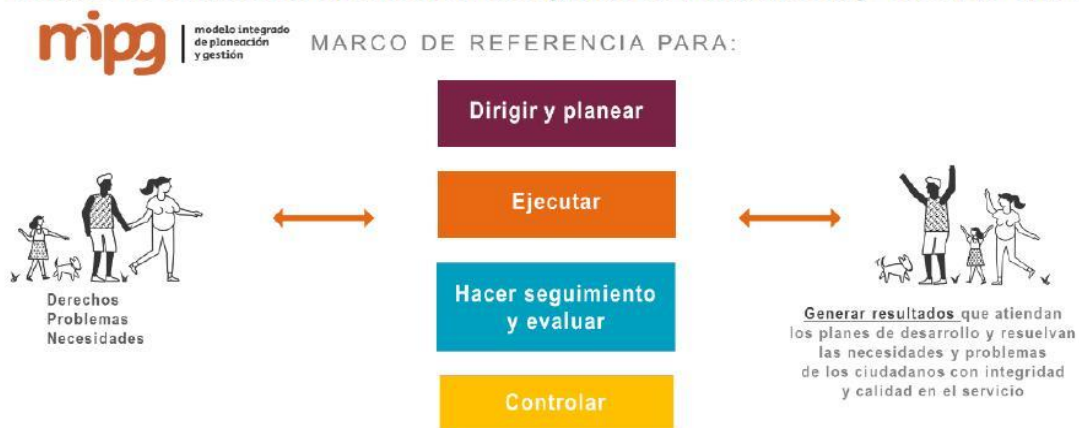 mipg
modelo integrado
de planeación
y gestión
MARCO DE REFERENCIA PARA:
Dirigir y planear
Ejecutar
Hacer seguimiento
y evaluar
Controlar
Derechos
Problemas
Necesidades
Generar resultados que atiendan
los planes de desarrollo y resuelvan
las necesidades y problemas
de los ciudadanos con integridad
y calidad en el servicio